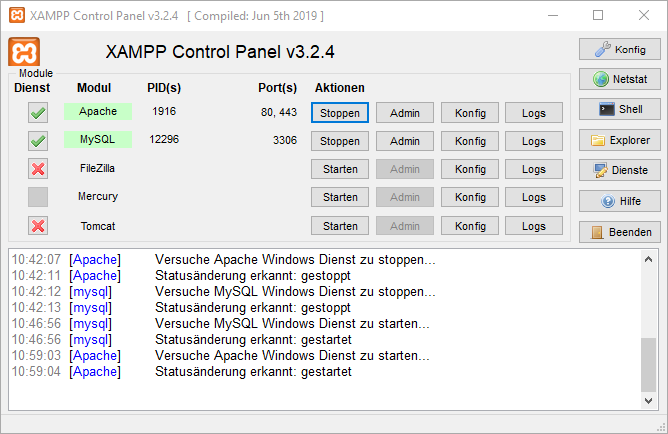 XAMPP Control Panel v3.2.4 [ Compiled: Jun 5th 2019 ]
XAMPP Control Panel v3.2.4
Konfig
Module
Dienst Modul PID(s) Port(s) Aktionen
Netstat
Apache 1916 80, 443 Stoppen Admin Konfig Logs
Shell
MySQL 12296 3306 Stoppen Admin Konfig Logs
Explorer
FileZilla Starten Admin Konfig Logs
Dienste
Mercury Starten Admin Konfig Logs
Hilfe
Tomcat Starten Admin Konfig Logs
Beenden
10:42:07 [Apache] Versuche Apache Windows Dienst zu stoppen...
10:42:11 [Apache] Statusänderung erkannt: gestoppt
10:42:12 [mysql] Versuche MySQL Windows Dienst zu stoppen...
10:42:13 [mysql] Statusänderung erkannt: gestoppt
10:46:56 [mysql] Versuche MySQL Windows Dienst zu starten...
10:46:56 [mysql] Statusänderung erkannt: gestartet
10:59:03 [Apache] Versuche Apache Windows Dienst zu starten...
10:59:04 [Apache] Statusänderung erkannt: gestartet